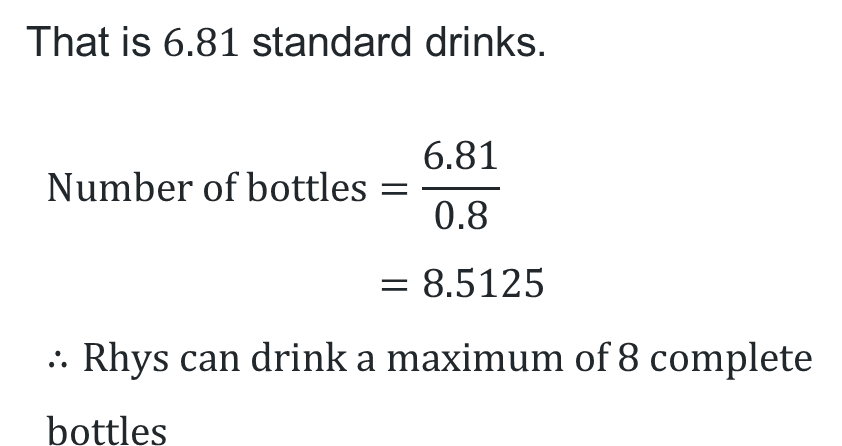 That is 6.81 standard drinks.
Number of bottles = 6.81/0.8
= 8.5125
∴ Rhys can drink a maximum of 8 complete
bottles